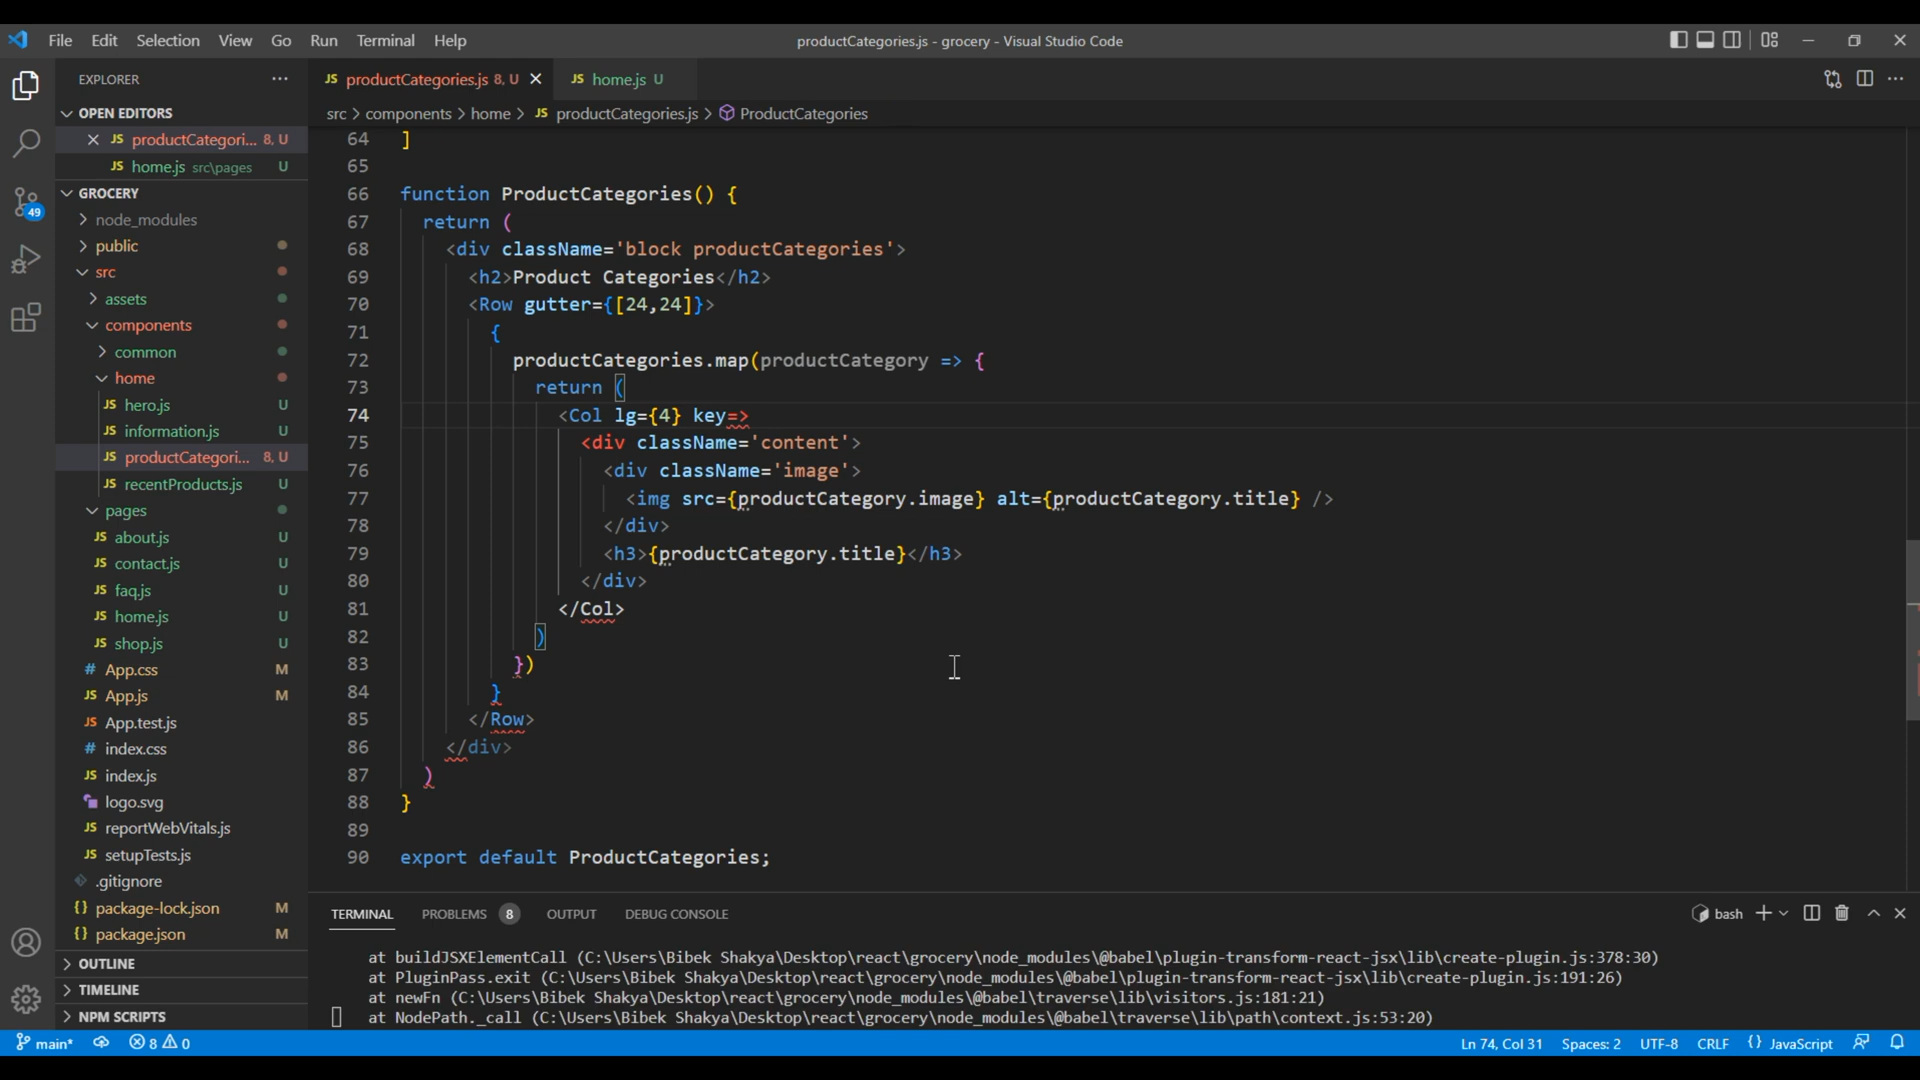 File Edit Selection View Go Run Terminal Help
productCategories.js - grocery - Visual Studio Code
EXPLORER
OPEN EDITORS
productCategori... 8, U
home.js src\pages U
GROCERY
node_modules
public
src
assets
components
common
home
hero.js U
information.js U
productCategori... 8, U
recentProducts.js U
pages
about.js U
contact.js U
faq.js U
home.js U
shop.js U
App.css M
App.js M
App.test.js
index.css
index.js
logo.svg
reportWebVitals.js
setupTests.js
.gitignore
package-lock.json M
package.json M
OUTLINE
TIMELINE
NPM SCRIPTS
49
JS productCategories.js 8, U
JS home.js U
src > components > home > JS productCategories.js > ProductCategories
64 ]
65
66 function ProductCategories() {
67 return (
68 <div className='block productCategories'>
69 <h2>Product Categories</h2>
70 <Row gutter={[24,24]}>
71 {
72 productCategories.map(productCategory => {
73 return (
74 <Col lg={4} key=>
75 <div className='content'>
76 <div className='image'>
77 <img src={productCategory.image} alt={productCategory.title} />
78 </div>
79 <h3>{productCategory.title}</h3>
80 </div>
81 </Col>
82 )
83 })
84 }
85 </Row>
86 </div>
87 )
88 }
89
90 export default ProductCategories;
TERMINAL PROBLEMS 8 OUTPUT DEBUG CONSOLE
bash
at buildJSXElementCall (C:\Users\Bibek Shakya\Desktop\react\grocery\node_modules\@babel\plugin-transform-react-jsx\lib\create-plugin.js:378:30)
at PluginPass.exit (C:\Users\Bibek Shakya\Desktop\react\grocery\node_modules\@babel\plugin-transform-react-jsx\lib\create-plugin.js:191:26)
at newFn (C:\Users\Bibek Shakya\Desktop\react\grocery\node_modules\@babel\traverse\lib\visitors.js:181:21)
at NodePath._call (C:\Users\Bibek Shakya\Desktop\react\grocery\node_modules\@babel\traverse\lib\path\context.js:53:20)
main* 8 0
Ln 74, Col 31 Spaces: 2 UTF-8 CRLF {} JavaScript